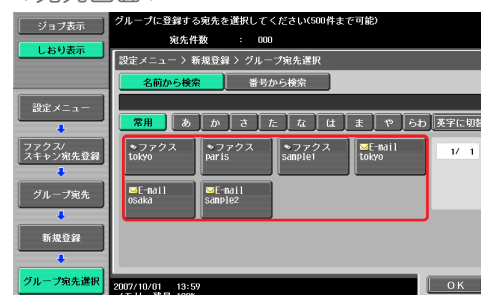 ジョブ表示
しおり表示
設定メニュー
ファクス/
スキャン宛先登録
グループ宛先
新規登録
グループ宛先選択
グループに登録する宛先を選択してください(500件まで可能)
宛先件数 : 000
設定メニュー > 新規登録 > グループ宛先選択
名前から検索 番号から検索
常用 あ か さ た な は ま や らわ 英字に切替
ファクス
tokyo
ファクス
paris
ファクス
sample1
E-mail
tokyo
1/ 1
E-mail
osaka
E-mail
sample2
2007/10/01 13:59
OK